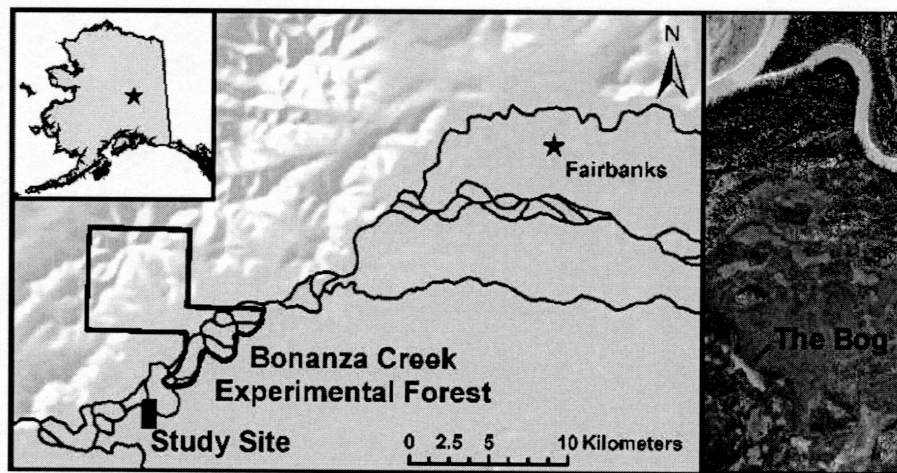 N
Fairbanks
The Bog
Bonanza Creek
Experimental Forest
Study Site
0 2.5 5 10 Kilometers